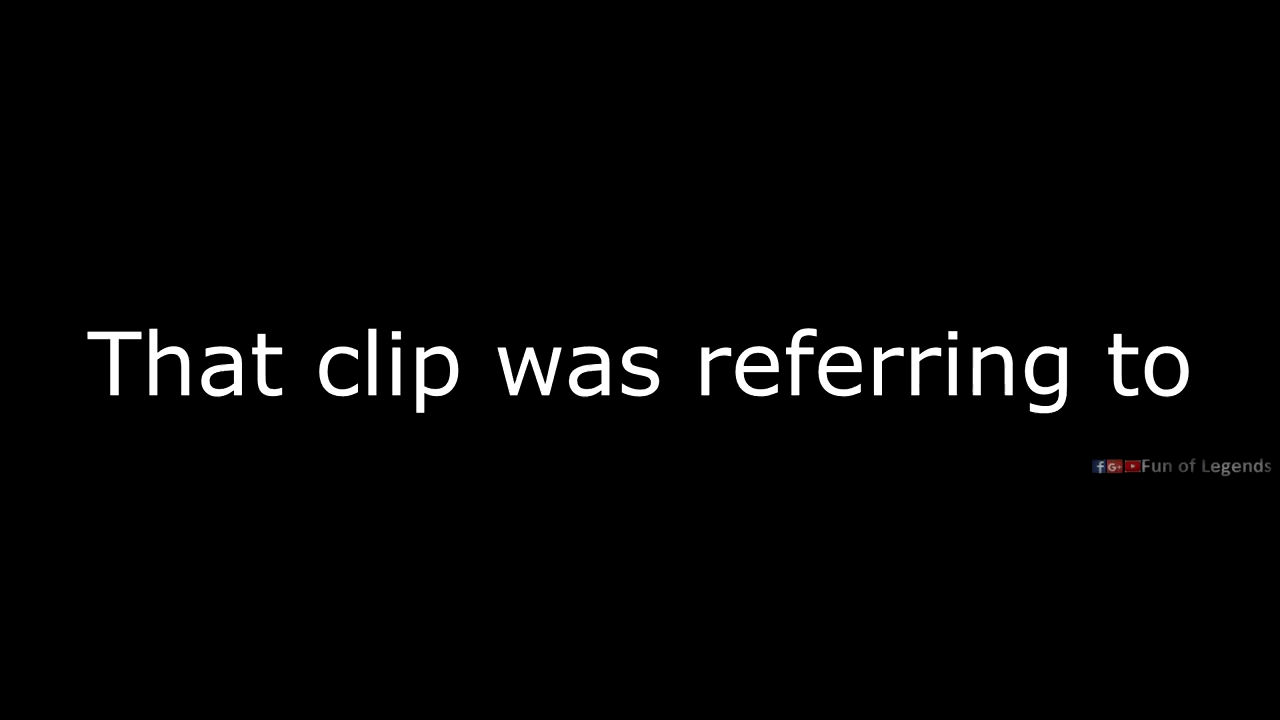 That clip was referring to
Fun of Legends